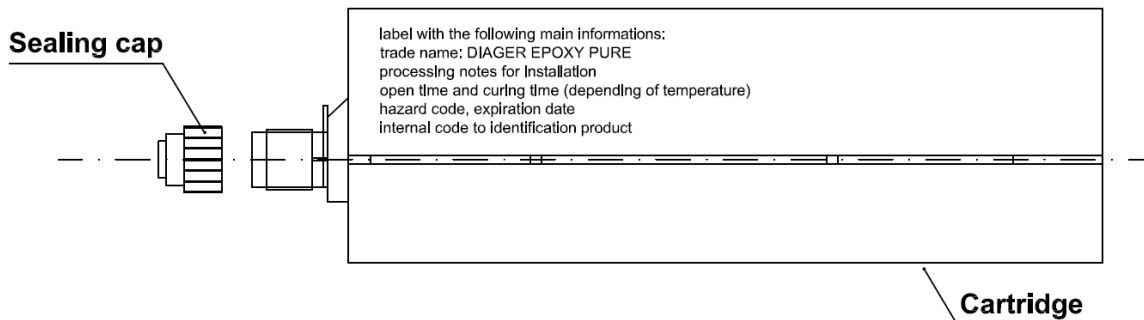 Sealing cap
label with the following main informations:
trade name: DIAGER EPOXY PURE
processing notes for installation
open time and curing time (depending of temperature)
hazard code, expiration date
internal code to identification product
Cartridge